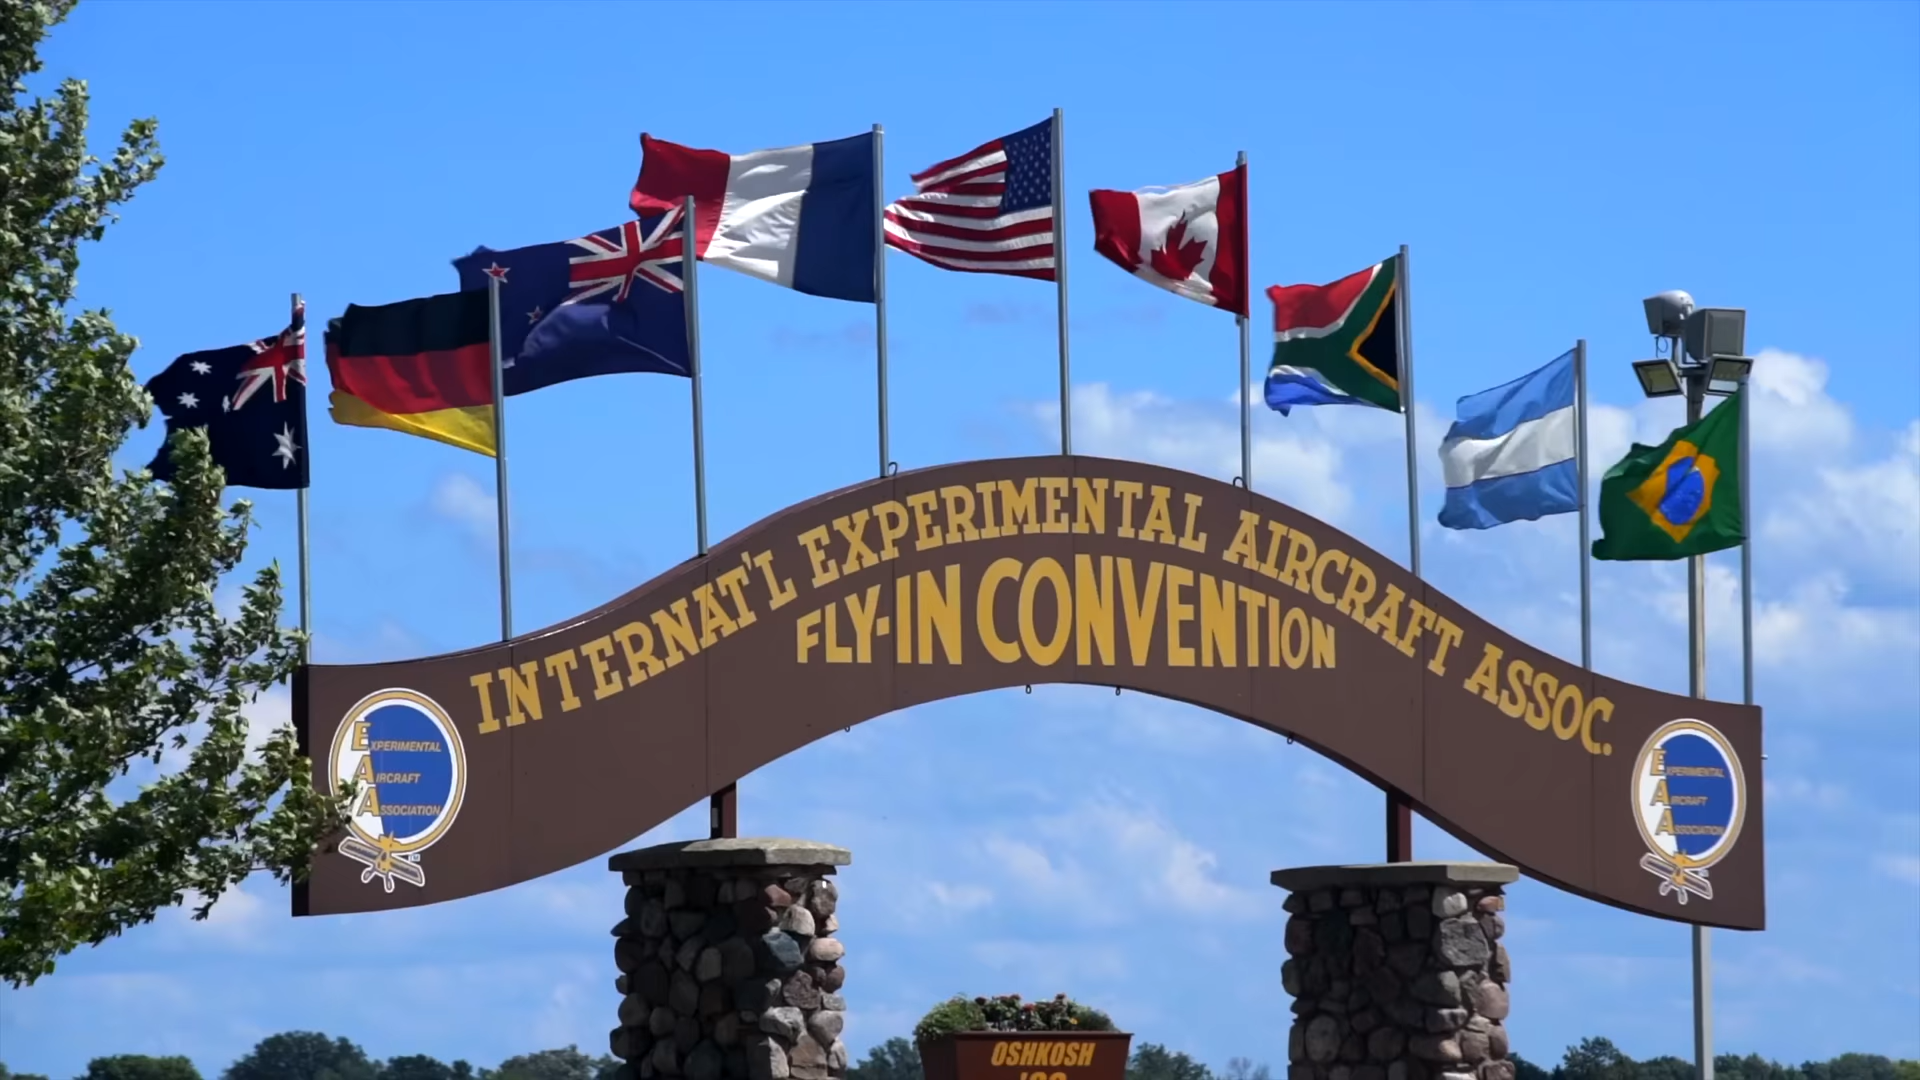 INTERNAT'L EXPERIMENTAL AIRCRAFT ASSOC.
FLY-IN CONVENTION
EXPERIMENTAL
AIRCRAFT
ASSOCIATION
EXPERIMENTAL
AIRCRAFT
ASSOCIATION
OSHKOSH